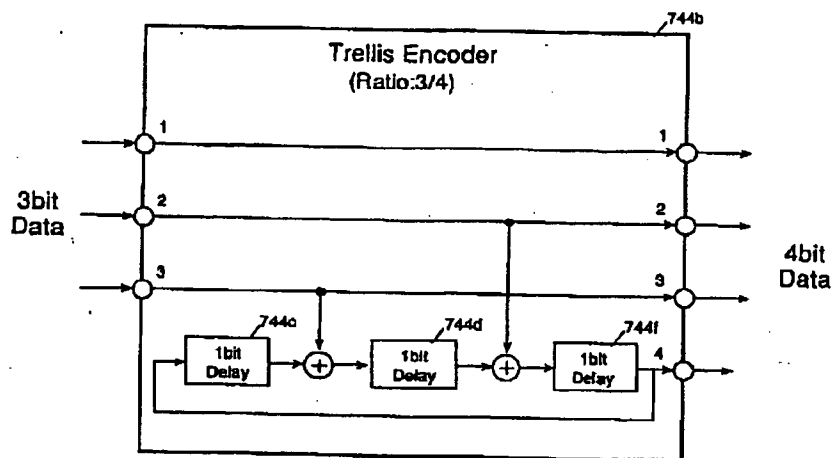 744b
Trellis Encoder
(Ratio:3/4)
1
1
2
2
3bit
Data
4bit
Data
3
3
744c
744d
744f
1bit
Delay
+
1bit
Delay
+
1bit
Delay
4